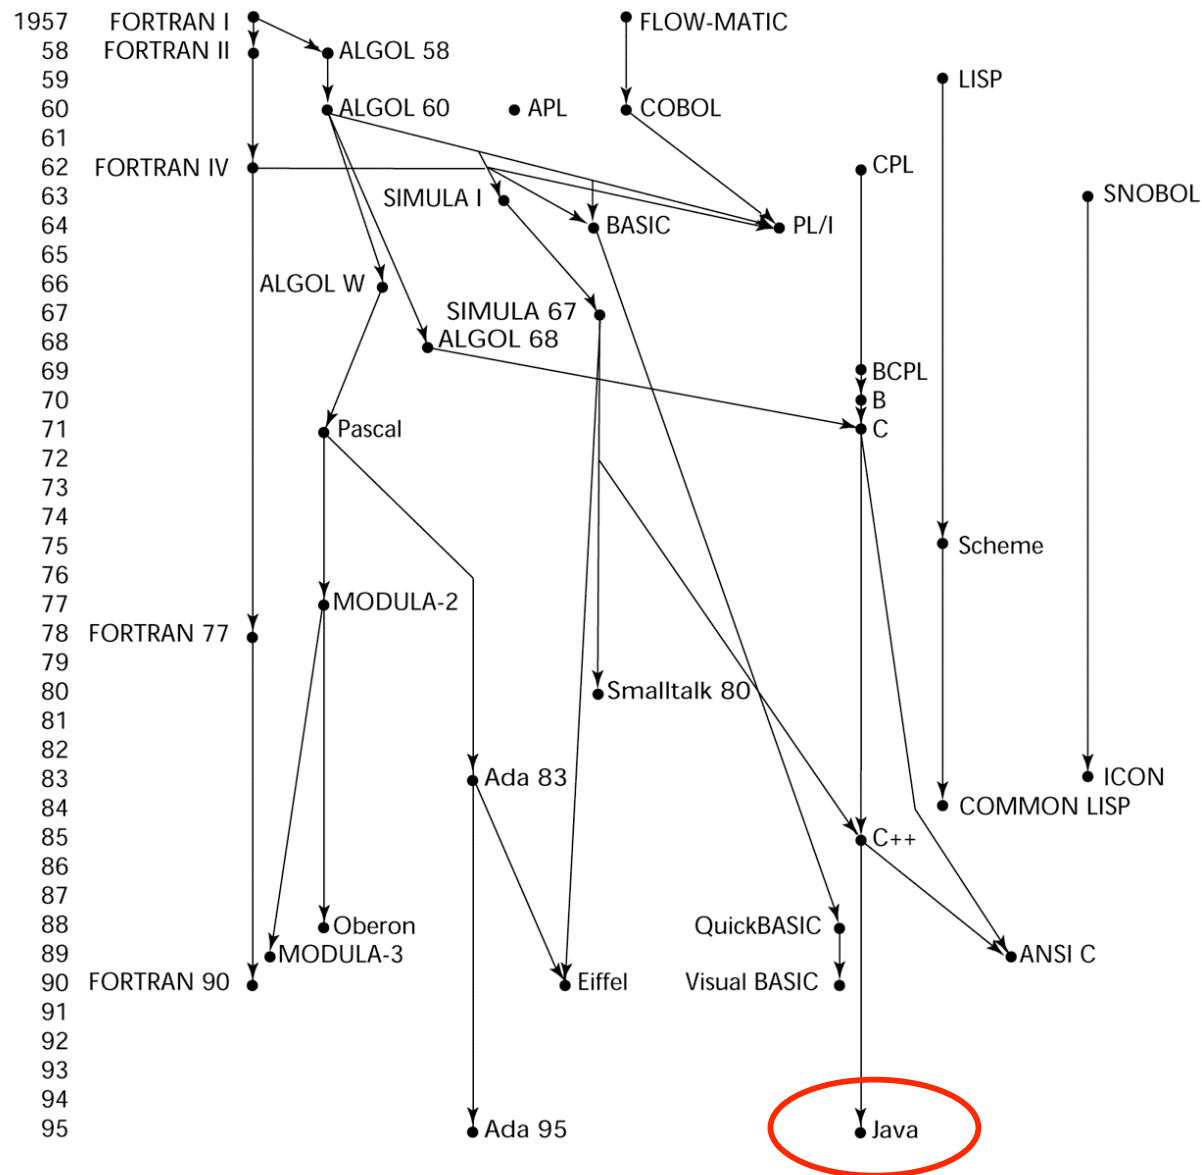 1957 FORTRAN I FLOW-MATIC
58 FORTRAN II ALGOL 58
59 LISP
60 ALGOL 60 APL COBOL
61
62 FORTRAN IV CPL
63 SIMULA I SNOBOL
64 BASIC PL/I
65
66 ALGOL W
67 SIMULA 67
68 ALGOL 68
69 BCPL
70 B
71 Pascal C
72
73
74
75 Scheme
76
77 MODULA-2
78 FORTRAN 77
79
80 Smalltalk 80
81
82
83 Ada 83 ICON
84 COMMON LISP
85 C++
86
87
88 Oberon QuickBASIC
89 MODULA-3 ANSI C
90 FORTRAN 90 Eiffel Visual BASIC
91
92
93
94
95 Ada 95 Java